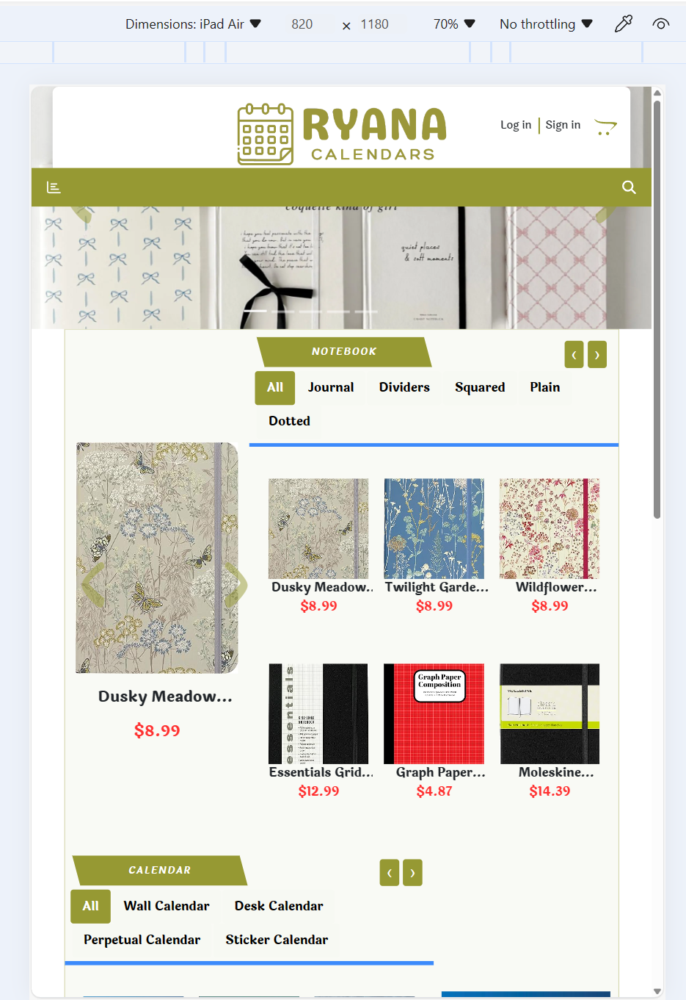 Dimensions: iPad Air 820 × 1180 70% No throttling
RYANA
CALENDARS
Log in | Sign in
coquette kind of girl
quiet places
& soft moments
NOTEBOOK
‹ ›
All Journal Dividers Squared Plain
Dotted
Dusky Meadow...
$8.99
Dusky Meadow..
$8.99
Twilight Garde...
$8.99
Wildflower...
$8.99
essentials
Graph Paper
Composition
MOLESKINE
classic
Essentials Grid...
$12.99
Graph Paper...
$4.87
Moleskine...
$14.39
CALENDAR
‹ ›
All Wall Calendar Desk Calendar
Perpetual Calendar Sticker Calendar